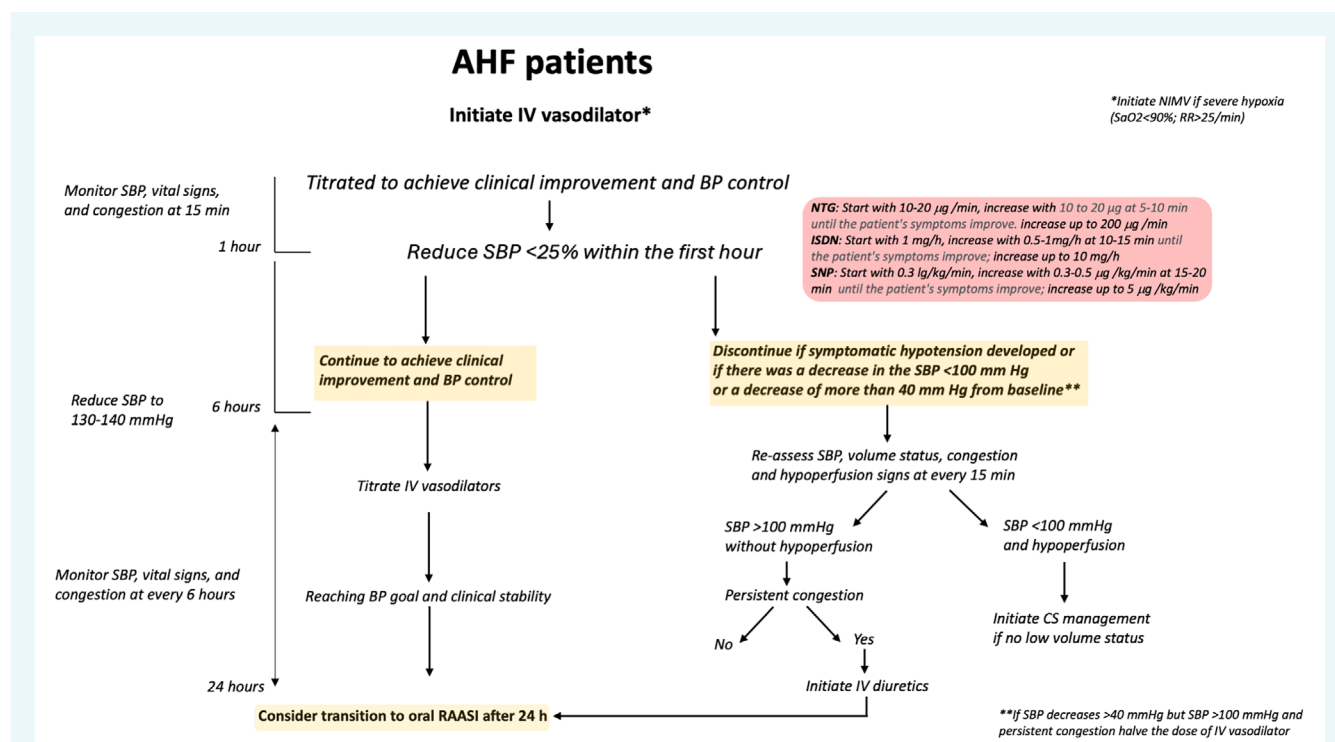 AHF patients
Initiate IV vasodilator*
*Initiate NIMV if severe hypoxia
(SaO2<90%; RR>25/min)
Monitor SBP, vital signs,
and congestion at 15 min
Titrated to achieve clinical improvement and BP control
1 hour
Reduce SBP <25% within the first hour
NTG: Start with 10-20 µg /min, increase with 10 to 20 µg at 5-10 min
until the patient's symptoms improve. increase up to 200 µg /min
ISDN: Start with 1 mg/h, increase with 0.5-1mg/h at 10-15 min until
the patient's symptoms improve; increase up to 10 mg/h
SNP: Start with 0.3 lg/kg/min, increase with 0.3-0.5 µg /kg/min at 15-20
min until the patient's symptoms improve; increase up to 5 µg /kg/min
Continue to achieve clinical
improvement and BP control
Discontinue if symptomatic hypotension developed or
if there was a decrease in the SBP <100 mm Hg
or a decrease of more than 40 mm Hg from baseline**
Reduce SBP to
130-140 mmHg
6 hours
Titrate IV vasodilators
Re-assess SBP, volume status, congestion
and hypoperfusion signs at every 15 min
SBP >100 mmHg
without hypoperfusion
SBP <100 mmHg
and hypoperfusion
Monitor SBP, vital signs, and
congestion at every 6 hours
Reaching BP goal and clinical stability
Persistent congestion
Initiate CS management
if no low volume status
No
Yes
24 hours
Initiate IV diuretics
Consider transition to oral RAASI after 24 h
**If SBP decreases >40 mmHg but SBP >100 mmHg and
persistent congestion halve the dose of IV vasodilator